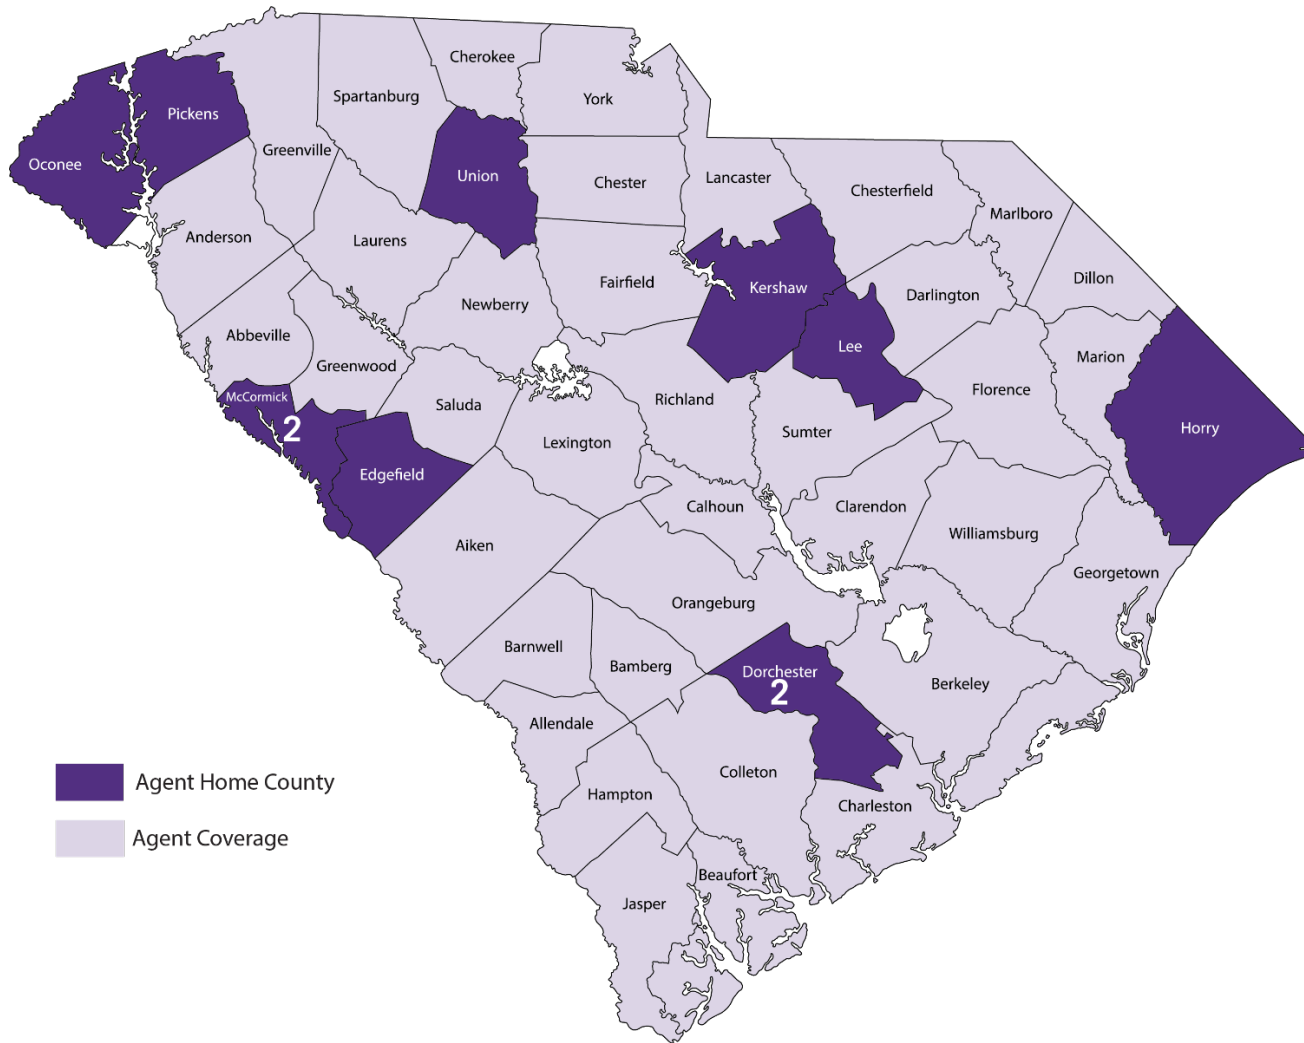 Cherokee
Spartanburg
York
Pickens
Oconee
Greenville
Union
Chester
Lancaster
Chesterfield
Marlboro
Anderson
Laurens
Fairfield
Kershaw
Dillon
Newberry
Darlington
Abbeville
Lee
Marion
Greenwood
Florence
McCormick
2
Saluda
Richland
Horry
Sumter
Lexington
Edgefield
Calhoun
Clarendon
Williamsburg
Aiken
Georgetown
Orangeburg
Barnwell
Bamberg
Dorchester
2
Berkeley
Allendale
Colleton
Agent Home County
Hampton
Charleston
Agent Coverage
Beaufort
Jasper